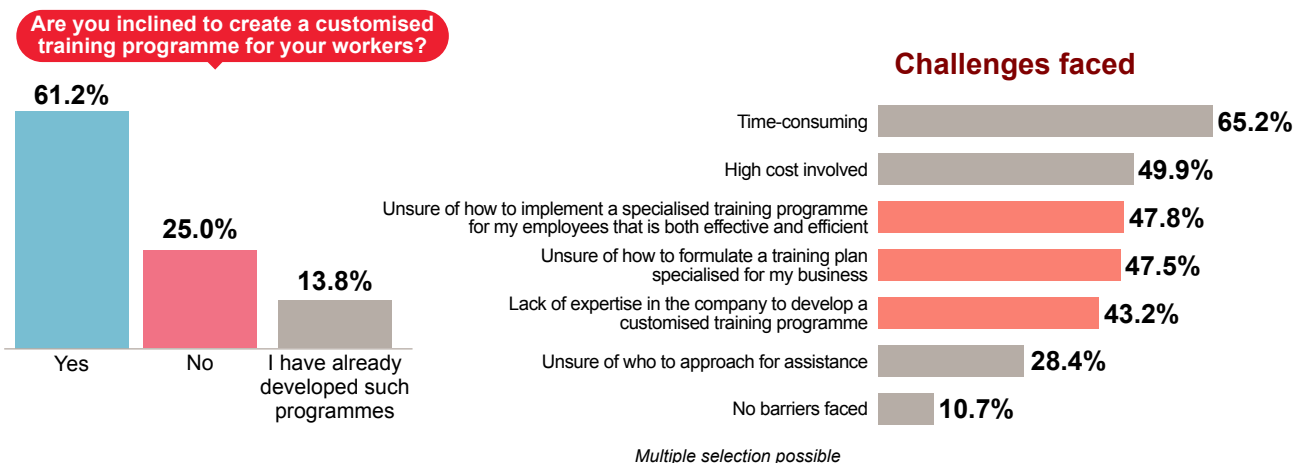 Are you inclined to create a customised
training programme for your workers?
61.2%
25.0%
13.8%
Yes
No
I have already
developed such
programmes
Challenges faced
Time-consuming
65.2%
High cost involved
49.9%
Unsure of how to implement a specialised training programme
for my employees that is both effective and efficient
47.8%
Unsure of how to formulate a training plan
specialised for my business
47.5%
Lack of expertise in the company to develop a
customised training programme
43.2%
Unsure of who to approach for assistance
28.4%
No barriers faced
10.7%
Multiple selection possible